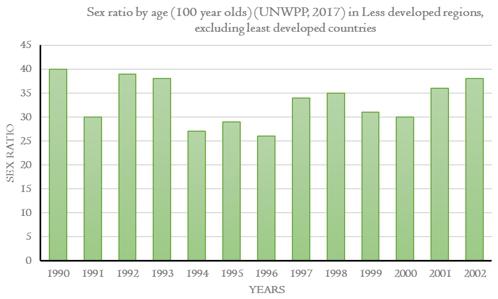 Sex ratio by age (100 year olds) (UNWPP, 2017) in Less developed regions,
excluding least developed countries
45
40
35
30
25
20
15
10
5
0
SEX RATIO
1990 1991 1992 1993 1994 1995 1996 1997 1998 1999 2000 2001 2002
YEARS